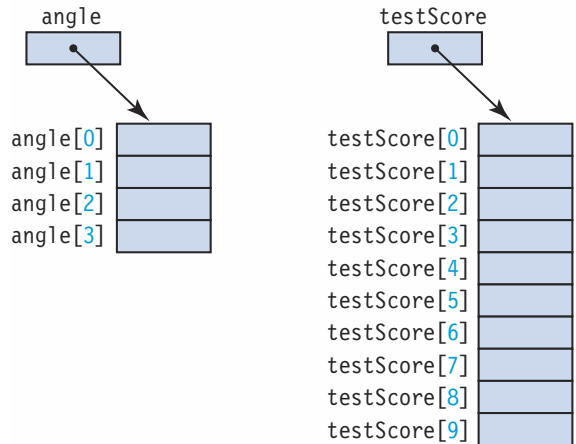 angle
angle[0]
angle[1]
angle[2]
angle[3]
testScore
testScore[0]
testScore[1]
testScore[2]
testScore[3]
testScore[4]
testScore[5]
testScore[6]
testScore[7]
testScore[8]
testScore[9]